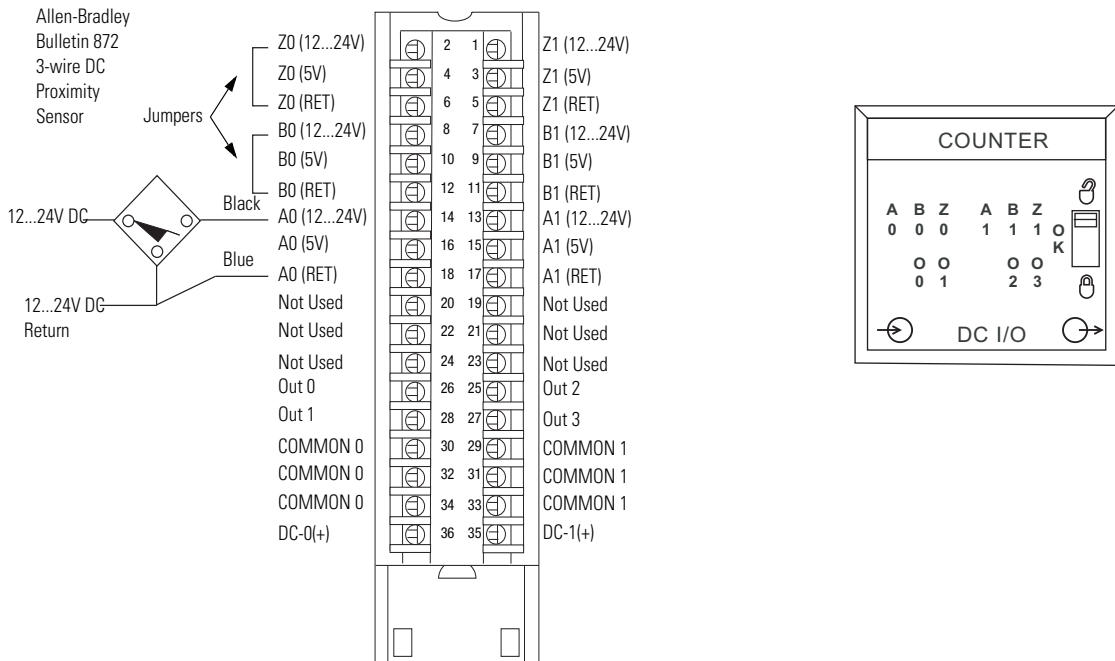 Allen-Bradley
Bulletin 872
3-wire DC
Proximity
Sensor
Jumpers
Black
12...24V DC
Blue
12...24V DC
Return
Z0 (12...24V) 2 1 Z1 (12...24V)
Z0 (5V) 4 3 Z1 (5V)
Z0 (RET) 6 5 Z1 (RET)
B0 (12...24V) 8 7 B1 (12...24V)
B0 (5V) 10 9 B1 (5V)
B0 (RET) 12 11 B1 (RET)
A0 (12...24V) 14 13 A1 (12...24V)
A0 (5V) 16 15 A1 (5V)
A0 (RET) 18 17 A1 (RET)
Not Used 20 19 Not Used
Not Used 22 21 Not Used
Not Used 24 23 Not Used
Out 0 26 25 Out 2
Out 1 28 27 Out 3
COMMON 0 30 29 COMMON 1
COMMON 0 32 31 COMMON 1
COMMON 0 34 33 COMMON 1
DC-0(+) 36 35 DC-1(+)
COUNTER
A B Z A B Z
0 0 0 1 1 1 O
K
O O O O
0 1 2 3
DC I/O